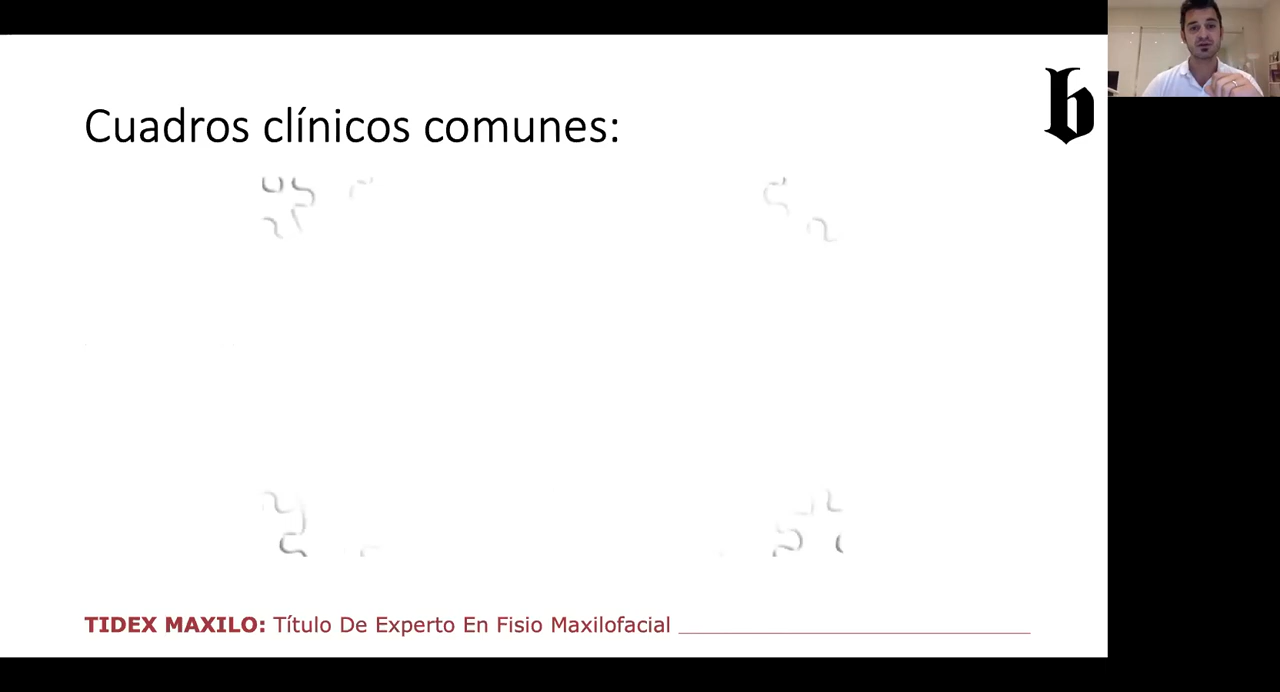 Cuadros clínicos comunes:
b
TIDEX MAXILO: Título De Experto En Fisio Maxilofacial